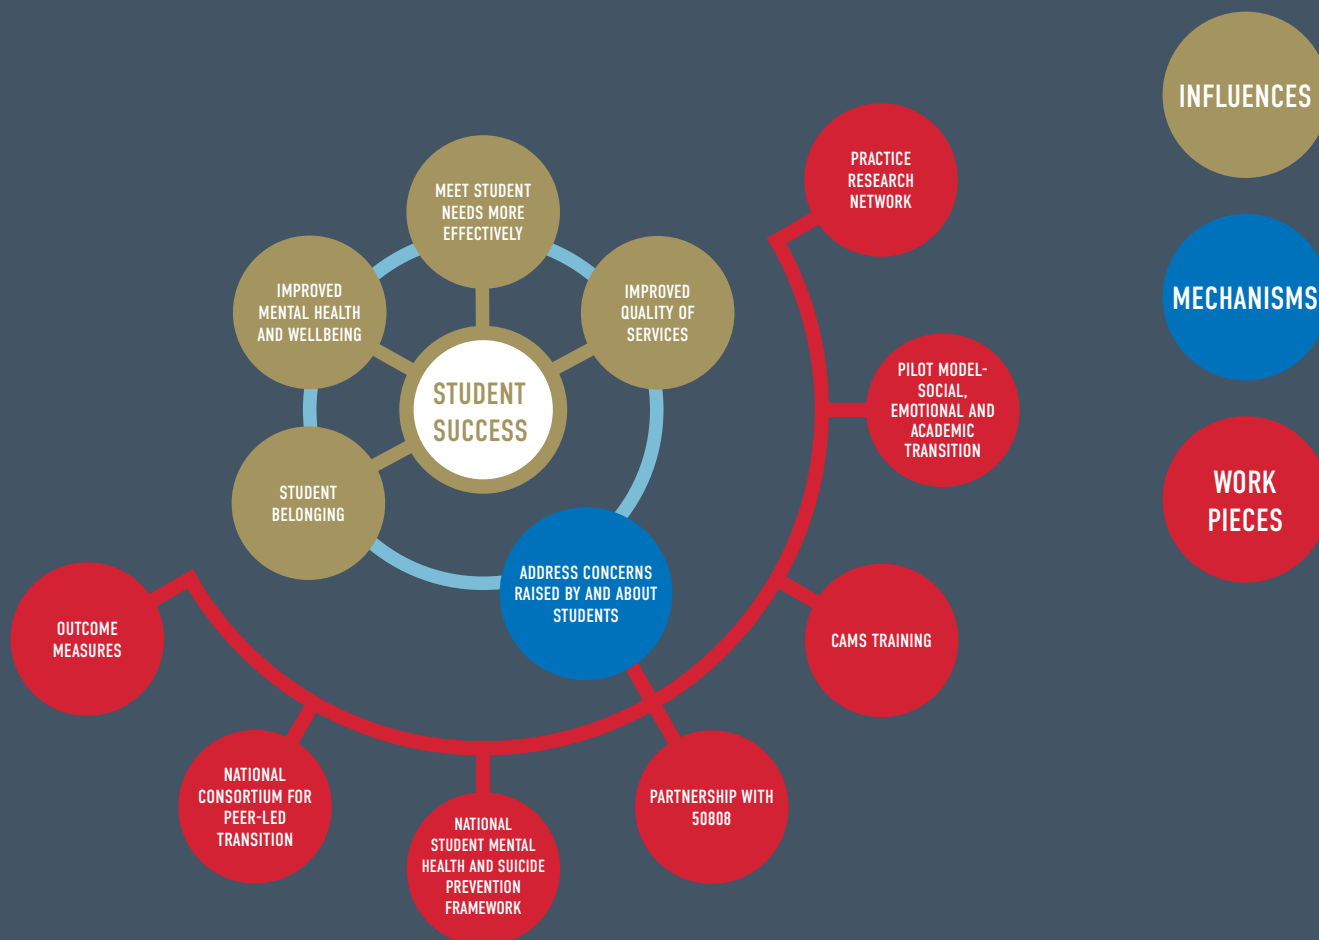 INFLUENCES
MECHANISMS
WORK
PIECES
MEET STUDENT
NEEDS MORE
EFFECTIVELY
IMPROVED
MENTAL HEALTH
AND WELLBEING
IMPROVED
QUALITY OF
SERVICES
STUDENT
SUCCESS
STUDENT
BELONGING
ADDRESS CONCERNS
RAISED BY AND ABOUT
STUDENTS
PRACTICE
RESEARCH
NETWORK
PILOT MODEL-
SOCIAL,
EMOTIONAL AND
ACADEMIC
TRANSITION
CAMS TRAINING
PARTNERSHIP WITH
50808
NATIONAL
STUDENT MENTAL
HEALTH AND SUICIDE
PREVENTION
FRAMEWORK
NATIONAL
CONSORTIUM FOR
PEER-LED
TRANSITION
OUTCOME
MEASURES